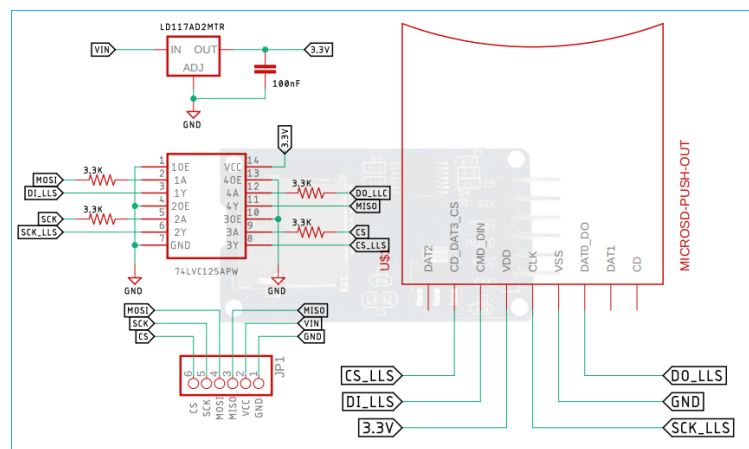 LD117AD2MTR
VIN
IN OUT
ADJ
3.3V
100nF
GND
3.3V
MOSI
3.3K
DI_LLS
SCK
3.3K
SCK_LLS
1 1OE VCC 14
2 1A 4OE 13
3 1Y 4A 12
4 2OE 4Y 11
5 2A 3OE 10
6 2Y 3A 9
7 GND 3Y 8
3.3K
DO_LLC
MISO
3.3K
CS
CS_LLS
GND
74LVC125APW
GND
MOSI
SCK
CS
MISO
VIN
GND
6 5 4 3 2 1
JP1
CS SCK MOSI MISO VCC GND
U$1
MICROSD-PUSH-OUT
DAT2
CD_DAT3_CS
CMD_DIN
VDD
CLK
VSS
DAT0_DO
DAT1
CD
CS_LLS
DI_LLS
3.3V
DO_LLS
GND
SCK_LLS